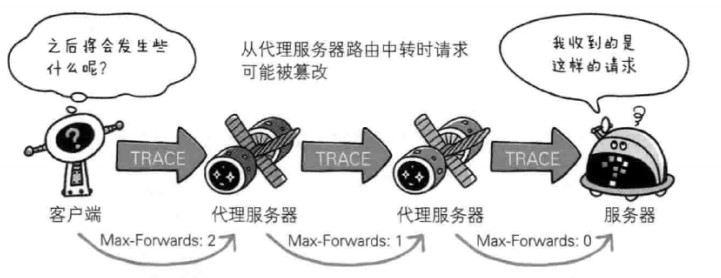 之后将会发生些
什么呢?
从代理服务器路由中转时请求
可能被篡改
我收到的是
这样的请求
?
TRACE
TRACE
TRACE
客户端
代理服务器
代理服务器
服务器
Max-Forwards: 2
Max-Forwards: 1
Max-Forwards: 0